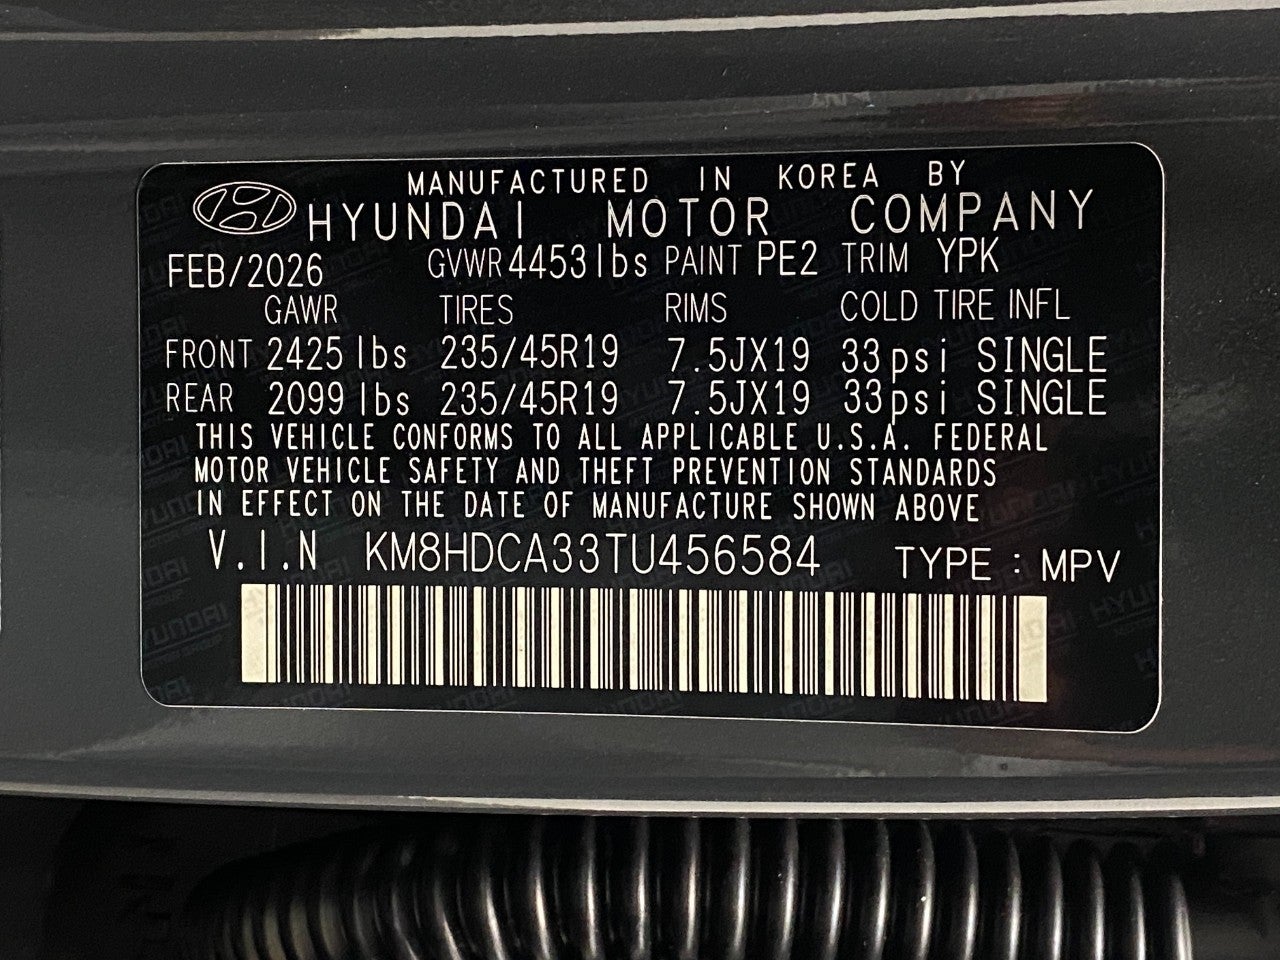 MANUFACTURED IN KOREA BY
HYUNDAI MOTOR COMPANY
FEB/2026 GVWR 4453 lbs PAINT PE2 TRIM YPK
GAWR TIRES RIMS COLD TIRE INFL
FRONT 2425 lbs 235/45R19 7.5JX19 33psi SINGLE
REAR 2099 lbs 235/45R19 7.5JX19 33psi SINGLE
THIS VEHICLE CONFORMS TO ALL APPLICABLE U.S.A. FEDERAL
MOTOR VEHICLE SAFETY AND THEFT PREVENTION STANDARDS
IN EFFECT ON THE DATE OF MANUFACTURE SHOWN ABOVE
V.I.N KM8HDCA33TU456584 TYPE : MPV